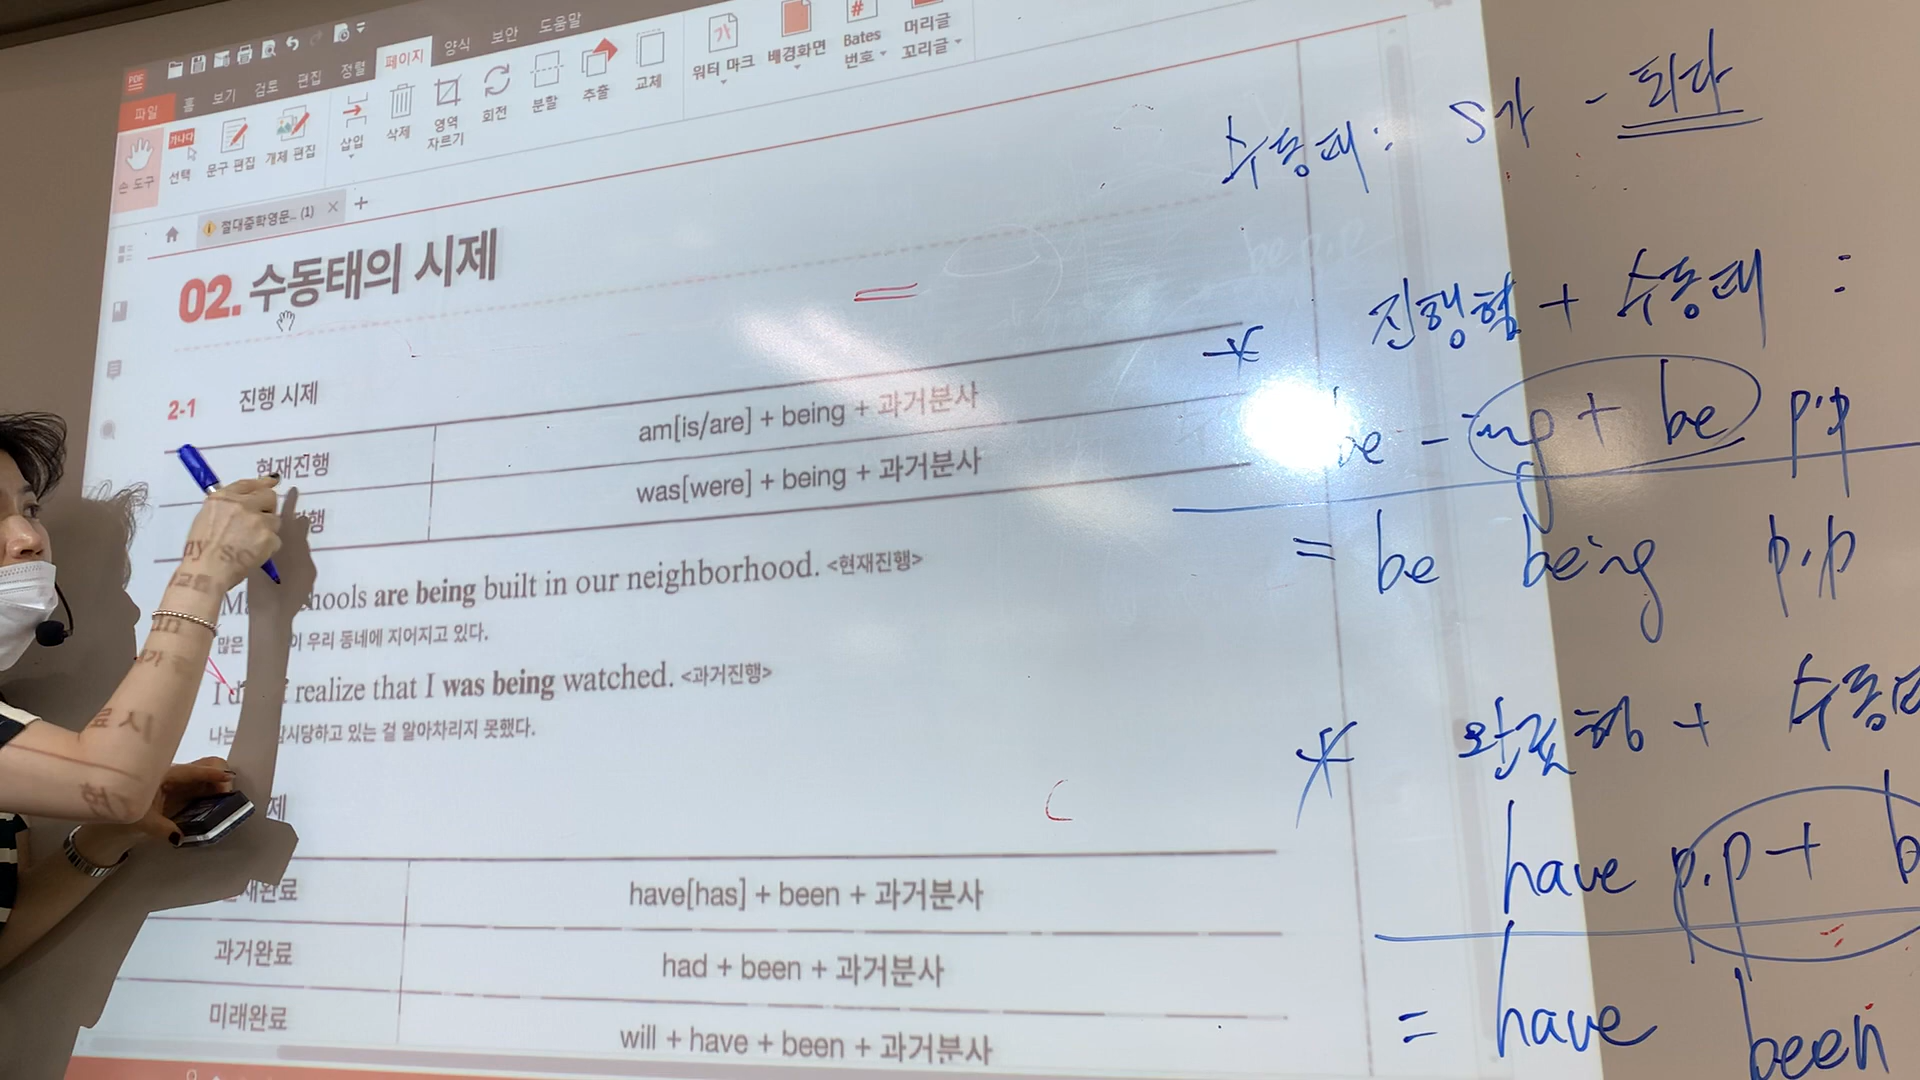 양식 보안 도움말
홈 보기 검토 편집 정렬 페이지
파일
손 도구 선택 문구 편집 개체 편집 삽입 삭제 영역 자르기 회전 분할 추출 교체 워터 마크 배경화면 Bates 번호 머리글 꼬리글
절대중학영문... (1)
02. 수동태의 시제
2-1 진행 시제
현재진행 am[is/are] + being + 과거분사
진행 was[were] + being + 과거분사
are being built in our neighborhood. <현재진행>
많은 이 우리 동네에 지어지고 있다.
I realize that I was being watched. <과거진행>
나는 감시당하고 있는 걸 알아차리지 못했다.
제
재완료 have[has] + been + 과거분사
과거완료 had + been + 과거분사
미래완료 will + have + been + 과거분사
수동태: S가 - 되다
* 진행형 + 수동태 :
be -ing + be p.p
= be being p.p
* 완료형 + 수동태
have p.p + b
= have been